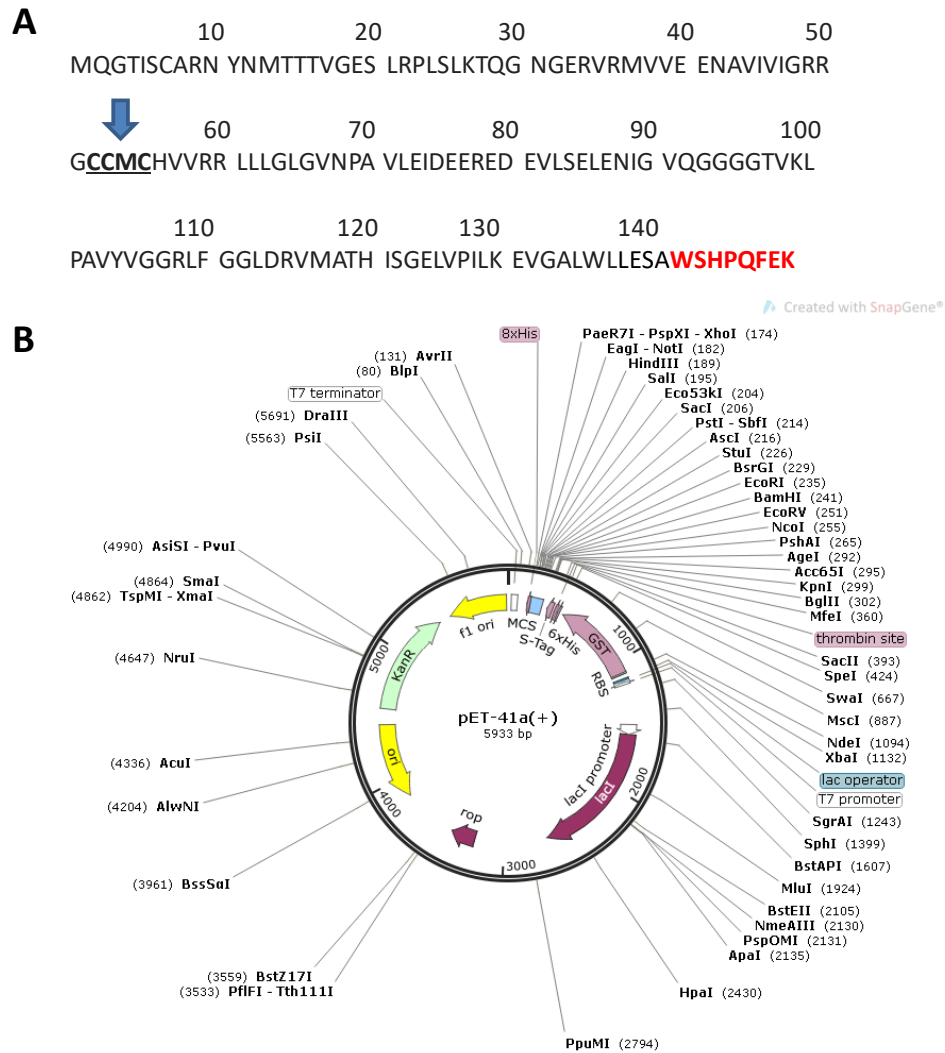 A
10 20 30 40 50
MQGTISCARN YNMTTTVGES LRPLSLKTQG NGERVRMVVE ENAVIVIGRR
60 70 80 90 100
GCCMCHVVRR LLLGLGVNPA VLEIDEERED EVLSELENIG VQGGGGTVKL
110 120 130 140
PAVYVGGRLF GGLDRVMATH ISGELVPILK EVGALWLLESAWSHPQFEK
Created with SnapGene®
B
8xHis
(131) AvrII
(80) BlpI
T7 terminator
(5691) DraIII
(5563) PsiI
(4990) AsiSI - PvuI
(4864) SmaI
(4862) TspMI - XmaI
(4647) NruI
(4336) AcuI
(4204) AlwNI
(3961) BssSαI
(3559) BstZ17I
(3533) PflFI - Tth111I
PaeR7I - PspXI - XhoI (174)
EagI - NotI (182)
HindIII (189)
SalI (195)
Eco53kI (204)
SacI (206)
PstI - SbfI (214)
AscI (216)
StuI (226)
BsrGI (229)
EcoRI (235)
BamHI (241)
EcoRV (251)
NcoI (255)
PshAI (265)
AgeI (292)
Acc65I (295)
KpnI (299)
BglII (302)
MfeI (360)
thrombin site
SacII (393)
SpeI (424)
SwaI (667)
MscI (887)
NdeI (1094)
XbaI (1132)
lac operator
T7 promoter
SgrAI (1243)
SphI (1399)
BstAPI (1607)
MluI (1924)
BstEII (2105)
NmeAIII (2130)
PspOMI (2131)
ApaI (2135)
HpaI (2430)
PpuMI (2794)
f1 ori
MCS
S-Tag
6xHis
GST
RBS
1000
KanR
5000
pET-41a(+)
5933 bp
ori
4000
rop
lacI promoter
lacI
2000
3000